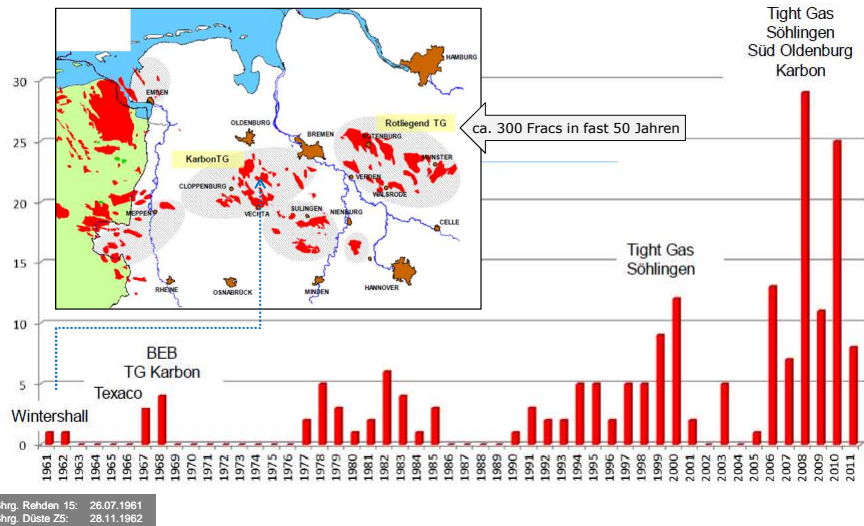 Tight Gas
Söhlingen
Süd Oldenburg
Karbon
HAMBURG
EMDEN
OLDENBURG
BREMEN
Rotliegend TG
ROTENBURG
ca. 300 Fracs in fast 50 Jahren
KarbonTG
MUNSTER
CLOPPENBURG
VERDEN
WALSRODE
MEPPEN
VECHTA
SULINGEN
NIENBURG
CELLE
RHEINE
OSNABRÜCK
MINDEN
HANNOVER
Tight Gas
Söhlingen
BEB
TG Karbon
Texaco
Wintershall
30
25
20
15
10
5
0
1961 1962 1963 1964 1965 1966 1967 1968 1969 1970 1971 1972 1973 1974 1975 1976 1977 1978 1979 1980 1981 1982 1983 1984 1985 1986 1987 1988 1989 1990 1991 1992 1993 1994 1995 1996 1997 1998 1999 2000 2001 2002 2003 2004 2005 2006 2007 2008 2009 2010 2011
hrg. Rehden 15: 26.07.1961
hrg. Düste Z5: 28.11.1962